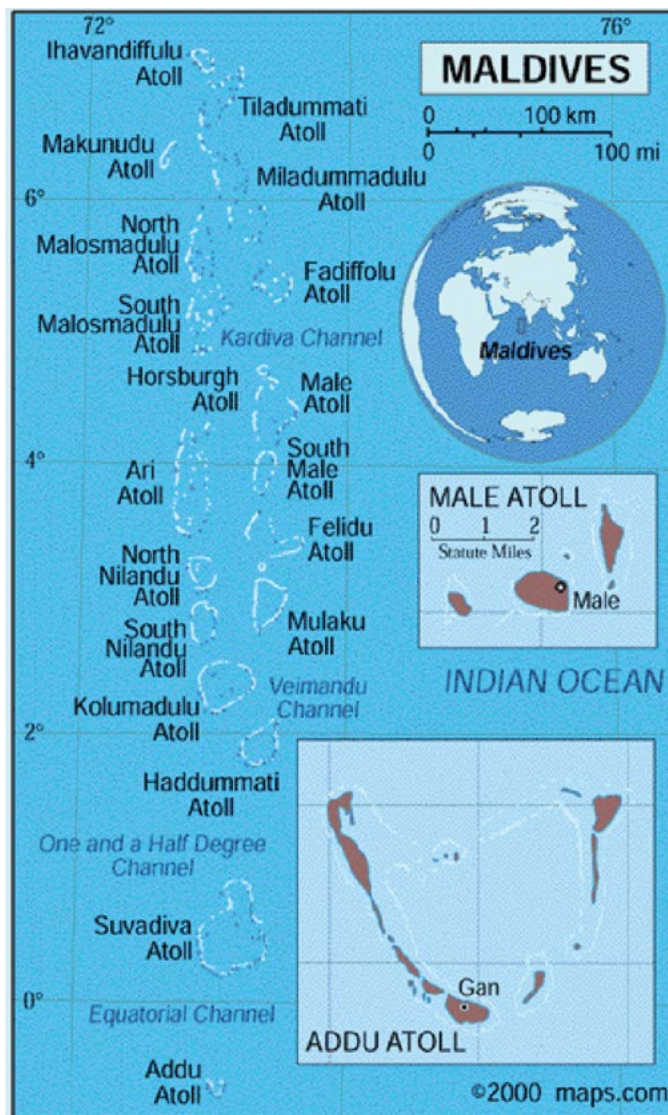 72°
76°
MALDIVES
0 100 km
0 100 mi
Ihavandiffulu
Atoll
Tiladummati
Atoll
Makunudu
Atoll
Miladummadulu
Atoll
6°
North
Malosmadulu
Atoll
Fadiffolu
Atoll
South
Malosmadulu
Atoll
Kardiva Channel
Maldives
Horsburgh
Atoll
Male
Atoll
4°
Ari
Atoll
South
Male
Atoll
MALE ATOLL
0 1 2
Statute Miles
Male
Felidu
Atoll
North
Nilandu
Atoll
South
Nilandu
Atoll
Mulaku
Atoll
INDIAN OCEAN
Kolumadulu
Atoll
Veimandu
Channel
2°
Haddummati
Atoll
One and a Half Degree
Channel
Suvadiva
Atoll
0°
Equatorial Channel
Gan
ADDU ATOLL
Addu
Atoll
©2000 maps.com